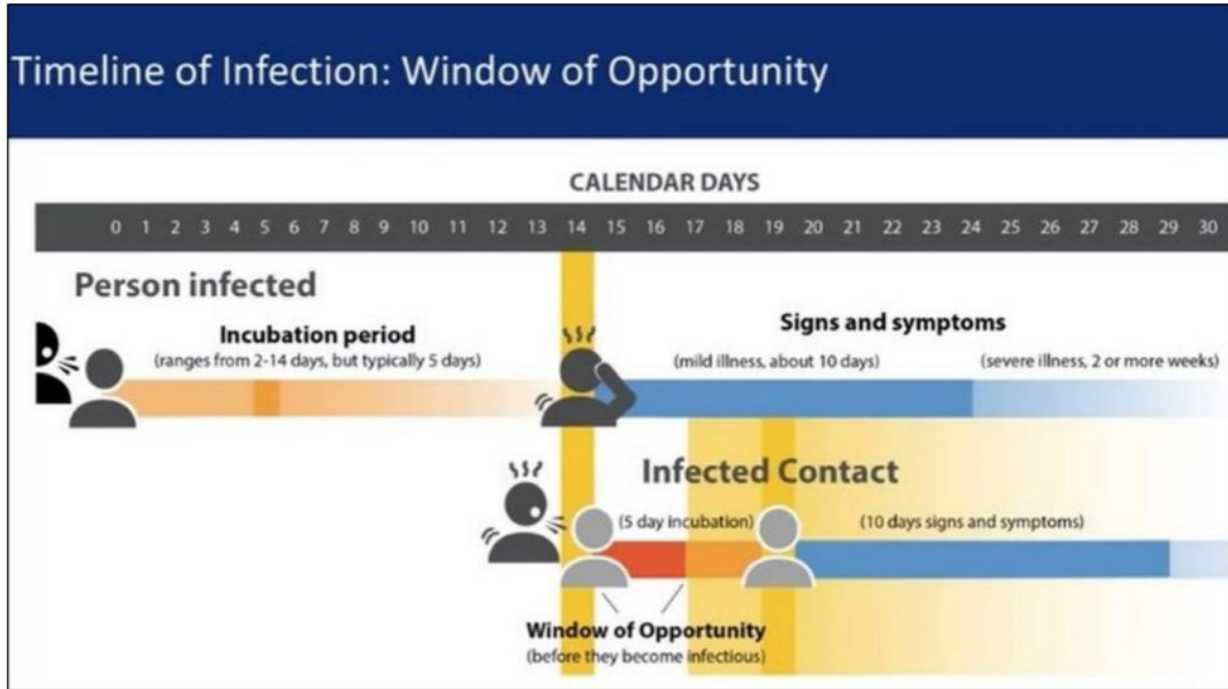 Timeline of Infection: Window of Opportunity
CALENDAR DAYS
0 1 2 3 4 5 6 7 8 9 10 11 12 13 14 15 16 17 18 19 20 21 22 23 24 25 26 27 28 29 30
Person infected
Incubation period
(ranges from 2-14 days, but typically 5 days)
Signs and symptoms
(mild illness, about 10 days) (severe illness, 2 or more weeks)
Infected Contact
(5 day incubation) (10 days signs and symptoms)
Window of Opportunity
(before they become infectious)